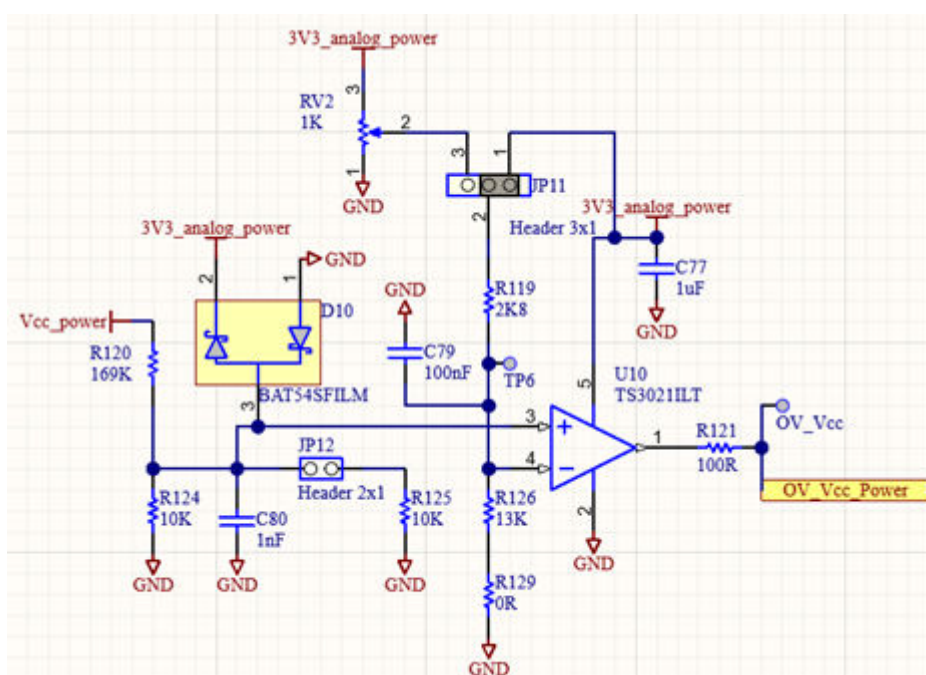 3V3_analog_power
3
RV2
1K
2
1
GND
3
1
JP11
2
Header 3x1
3V3_analog_power
C77
1uF
GND
3V3_analog_power
2
1
GND
D10
BAT54SFILM
3
Vcc_power
R120
169K
GND
C79
100nF
R119
2K8
TP6
U10
TS3021ILT
5
3
+
4
−
1
2
GND
R121
100R
OV_Vcc
OV_Vcc_Power
JP12
Header 2x1
R124
10K
GND
C80
1nF
GND
R125
10K
GND
R126
13K
R129
0R
GND